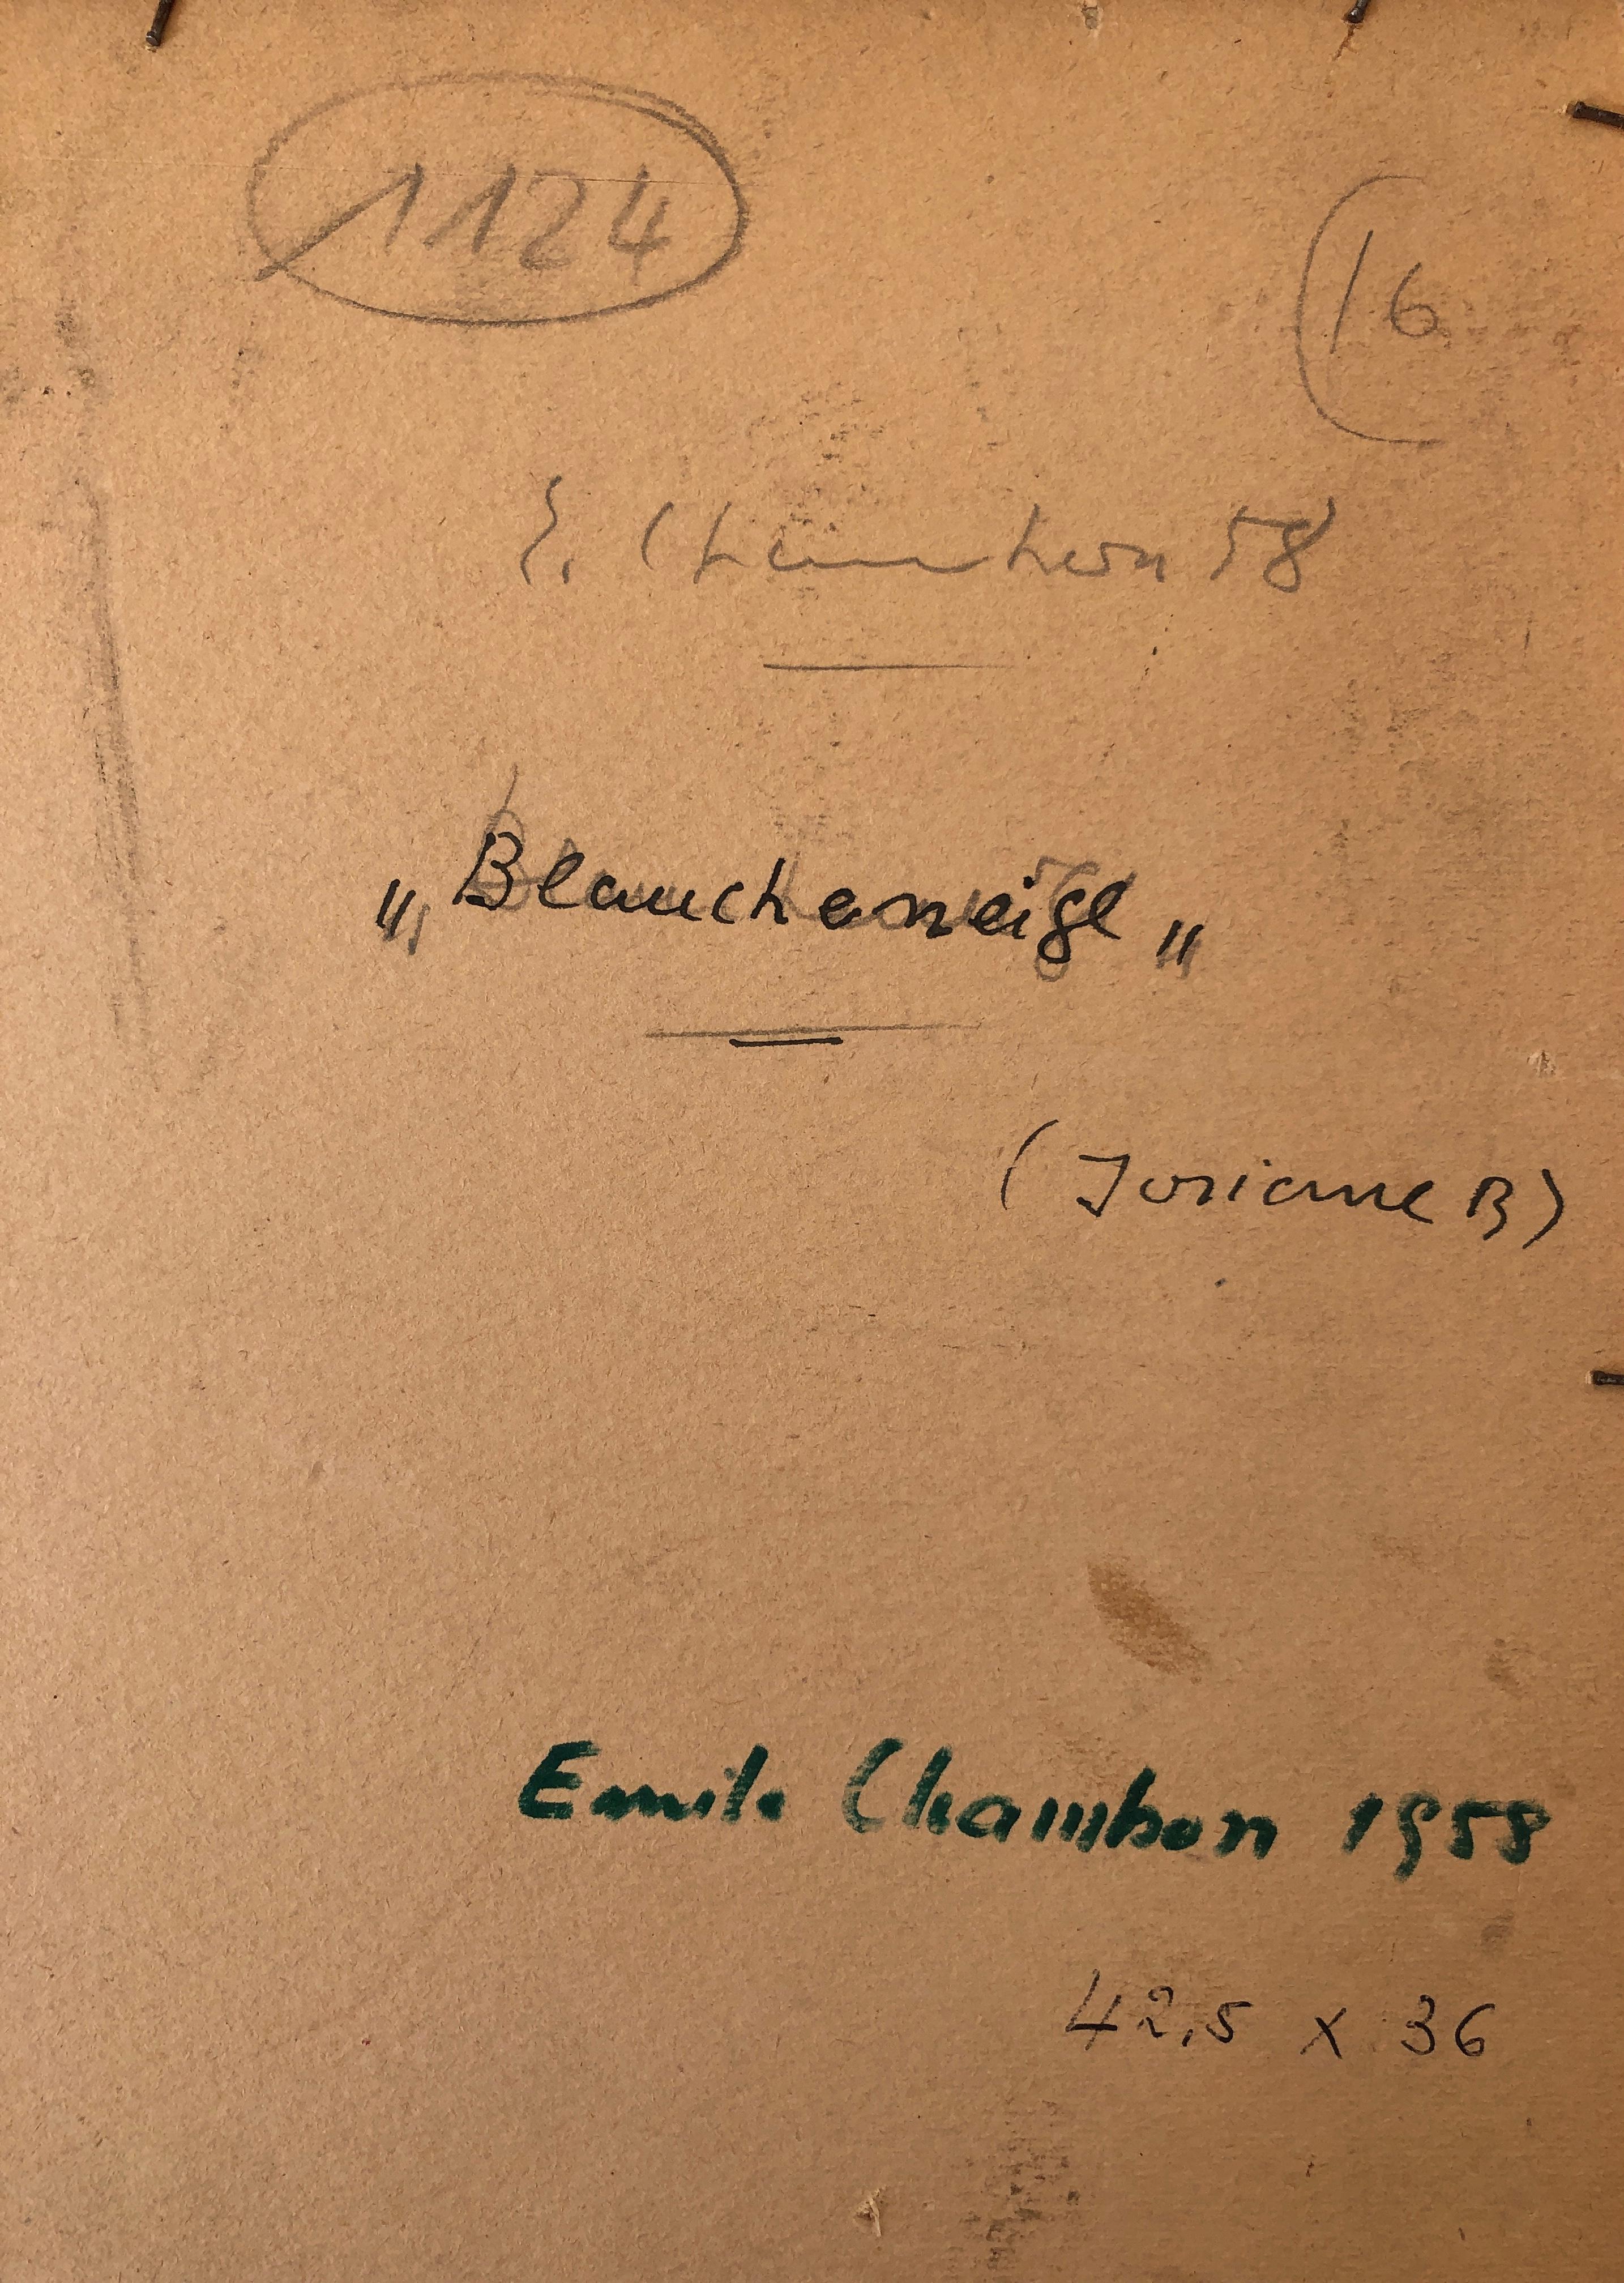 1124
(16
E. Chambon 58
„Blancheneige„
(Josiane B)
Emile Chambon 1958
42,5 x 36